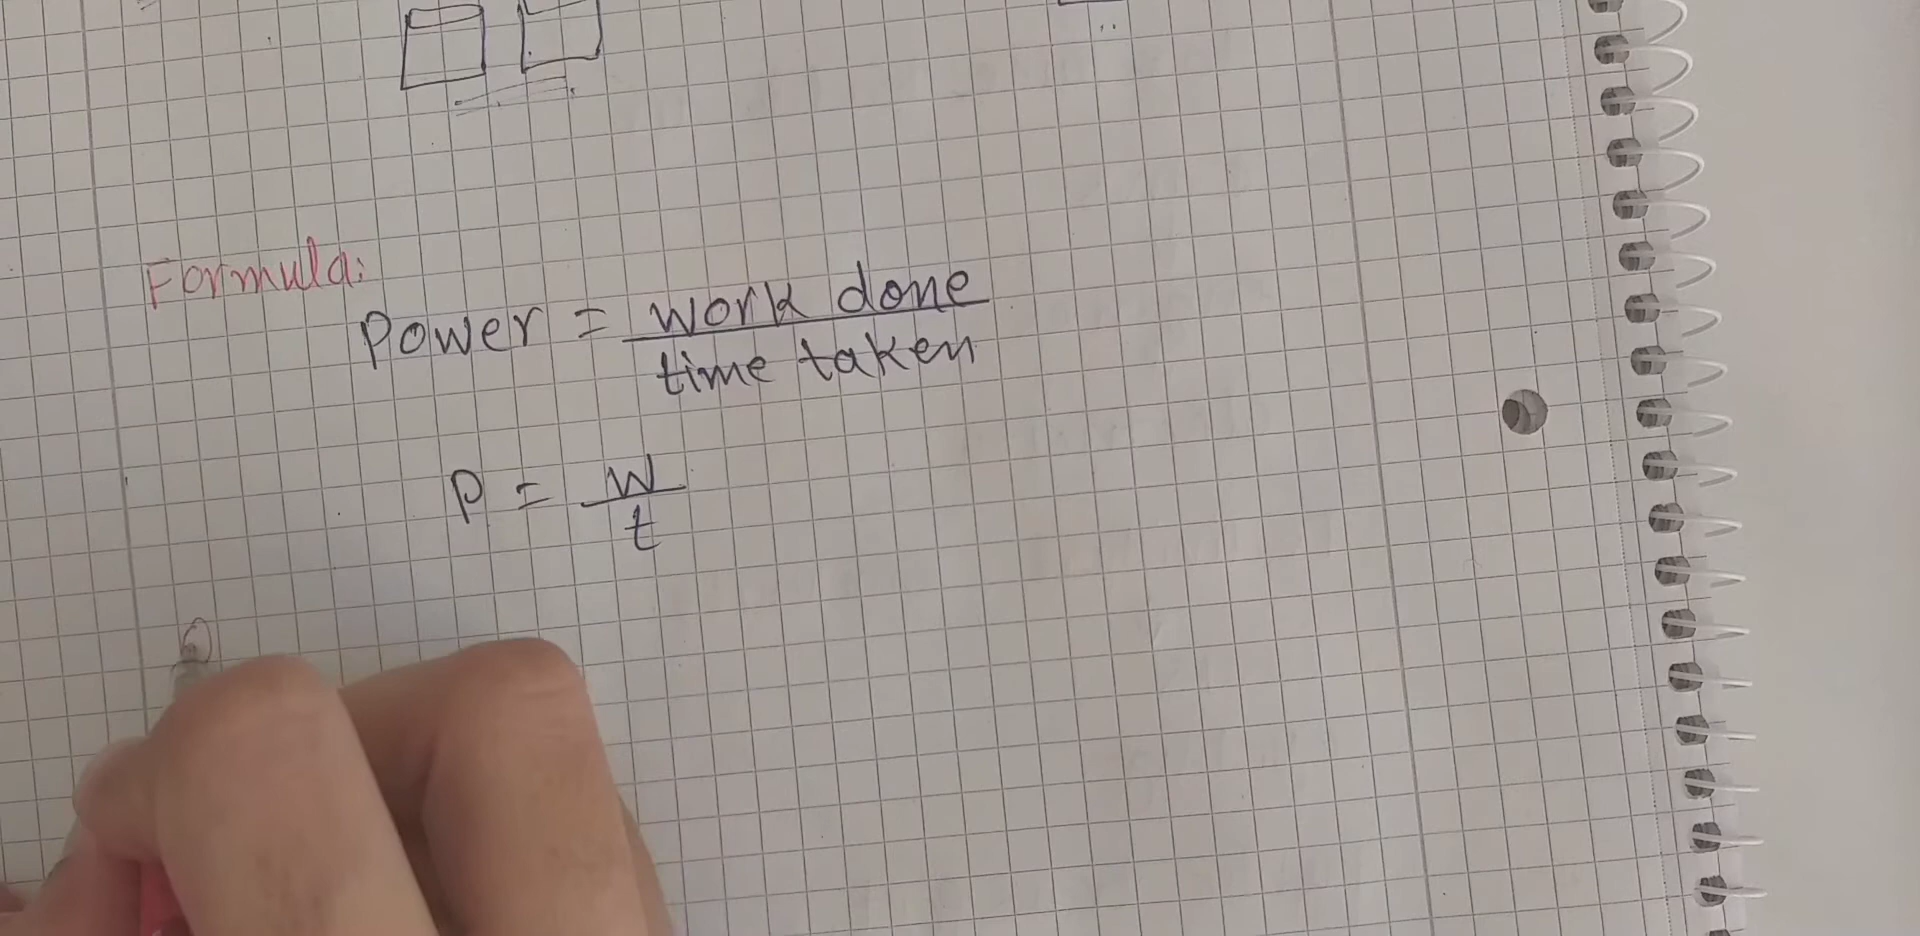 Formula:
Power = work done / time taken
P = W / t